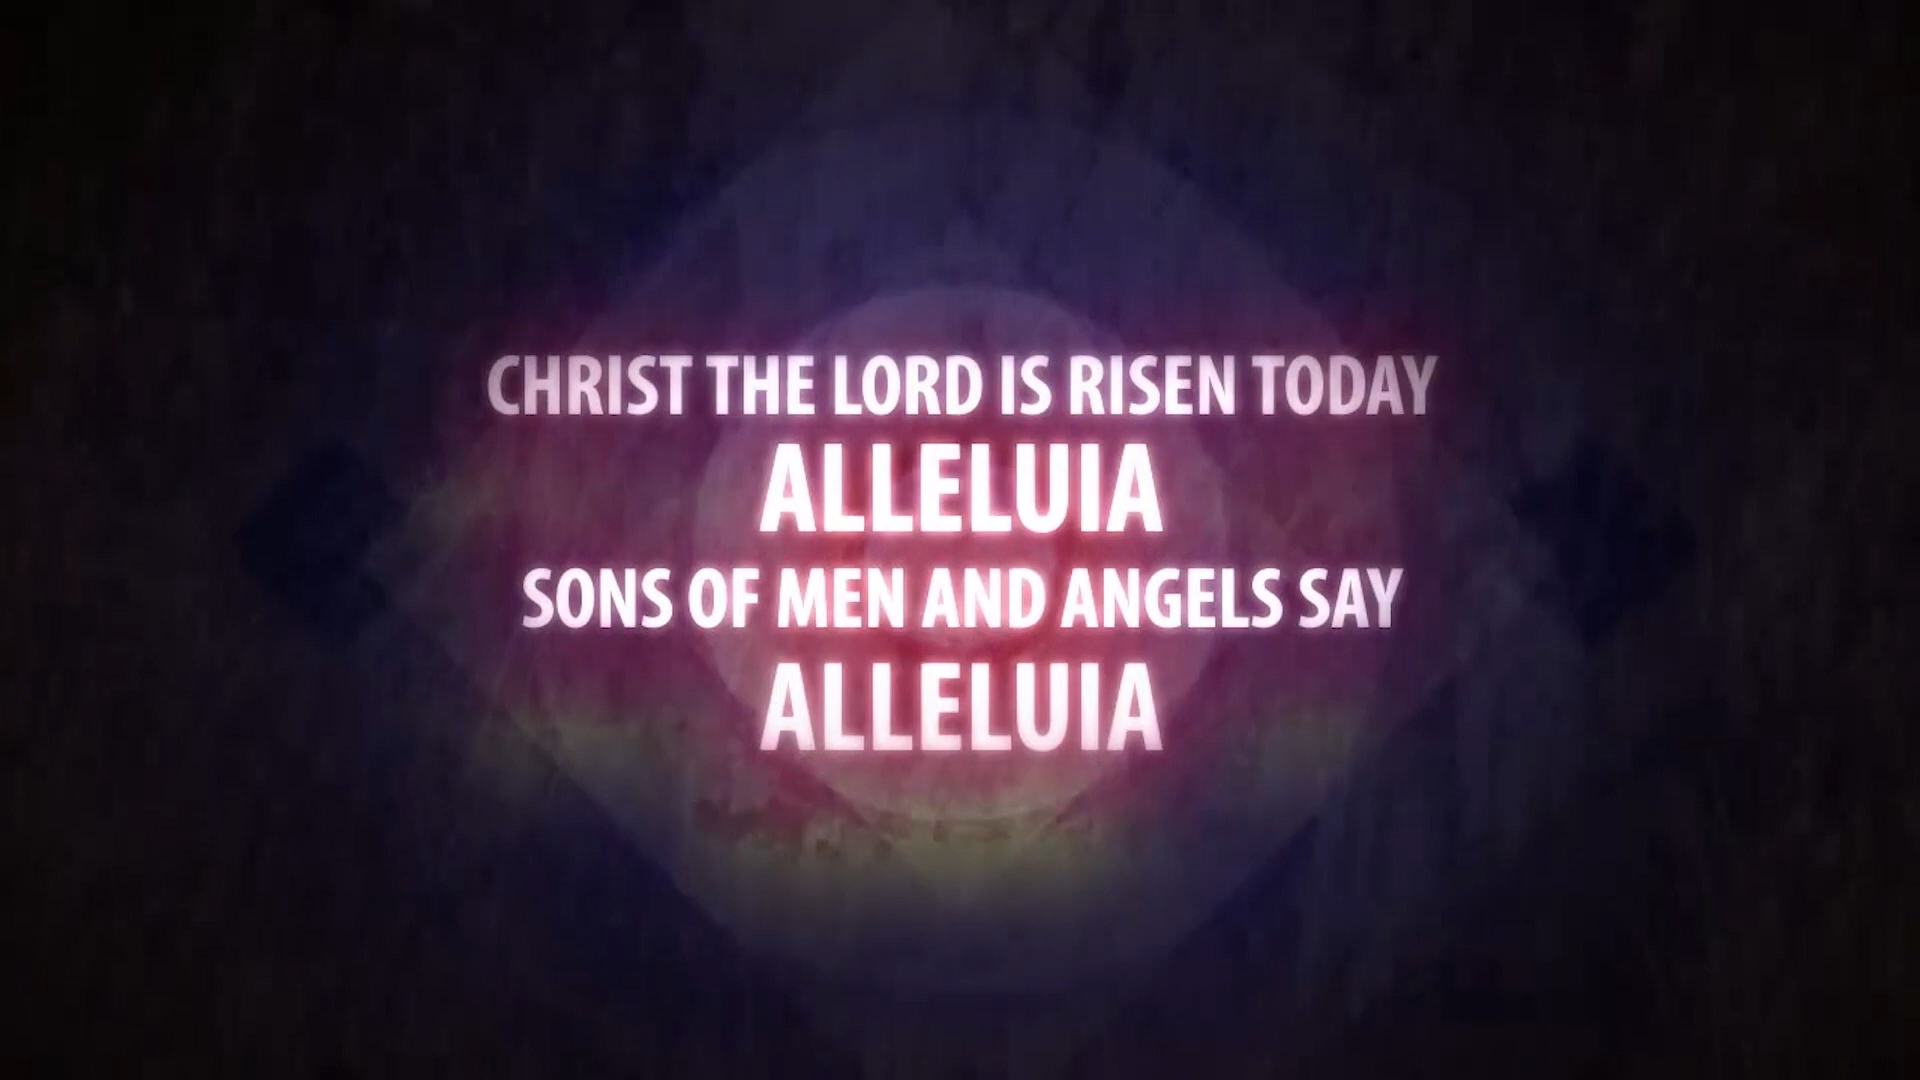 CHRIST THE LORD IS RISEN TODAY
ALLELUIA
SONS OF MEN AND ANGELS SAY
ALLELUIA